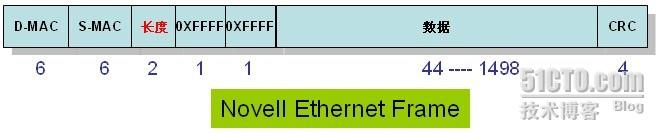 D-MAC S-MAC 长度 0XFFFF 0XFFFF 数据 CRC
6 6 2 1 1 44 ---- 1498 4
Novell Ethernet Frame
51CTO.com
技术博客 Blog